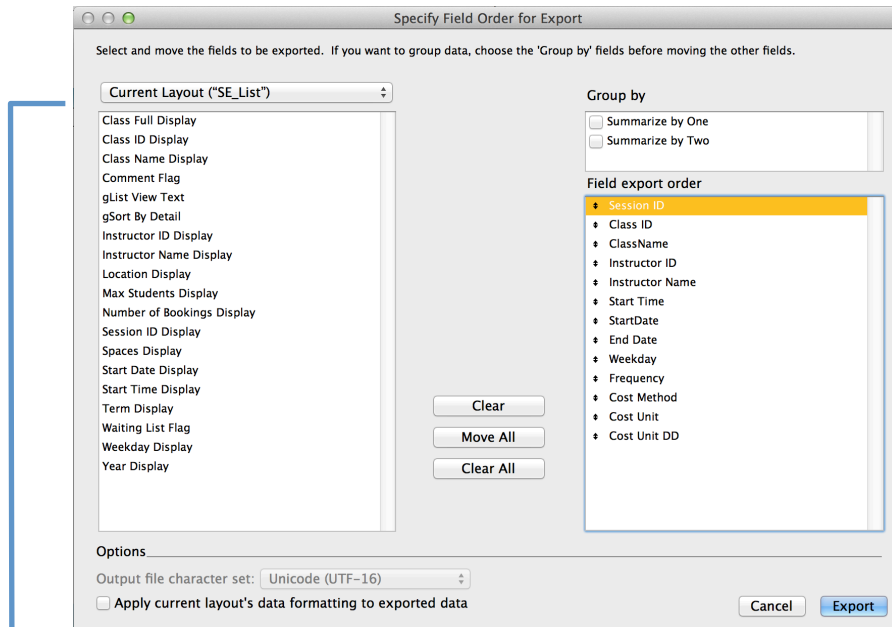 Specify Field Order for Export
Select and move the fields to be exported. If you want to group data, choose the 'Group by' fields before moving the other fields.
Current Layout (“SE_List”)
Class Full Display
Class ID Display
Class Name Display
Comment Flag
gList View Text
gSort By Detail
Instructor ID Display
Instructor Name Display
Location Display
Max Students Display
Number of Bookings Display
Session ID Display
Spaces Display
Start Date Display
Start Time Display
Term Display
Waiting List Flag
Weekday Display
Year Display
Clear
Move All
Clear All
Group by
Summarize by One
Summarize by Two
Field export order
Session ID
Class ID
ClassName
Instructor ID
Instructor Name
Start Time
StartDate
End Date
Weekday
Frequency
Cost Method
Cost Unit
Cost Unit DD
Options
Output file character set: Unicode (UTF-16)
Apply current layout's data formatting to exported data
Cancel
Export